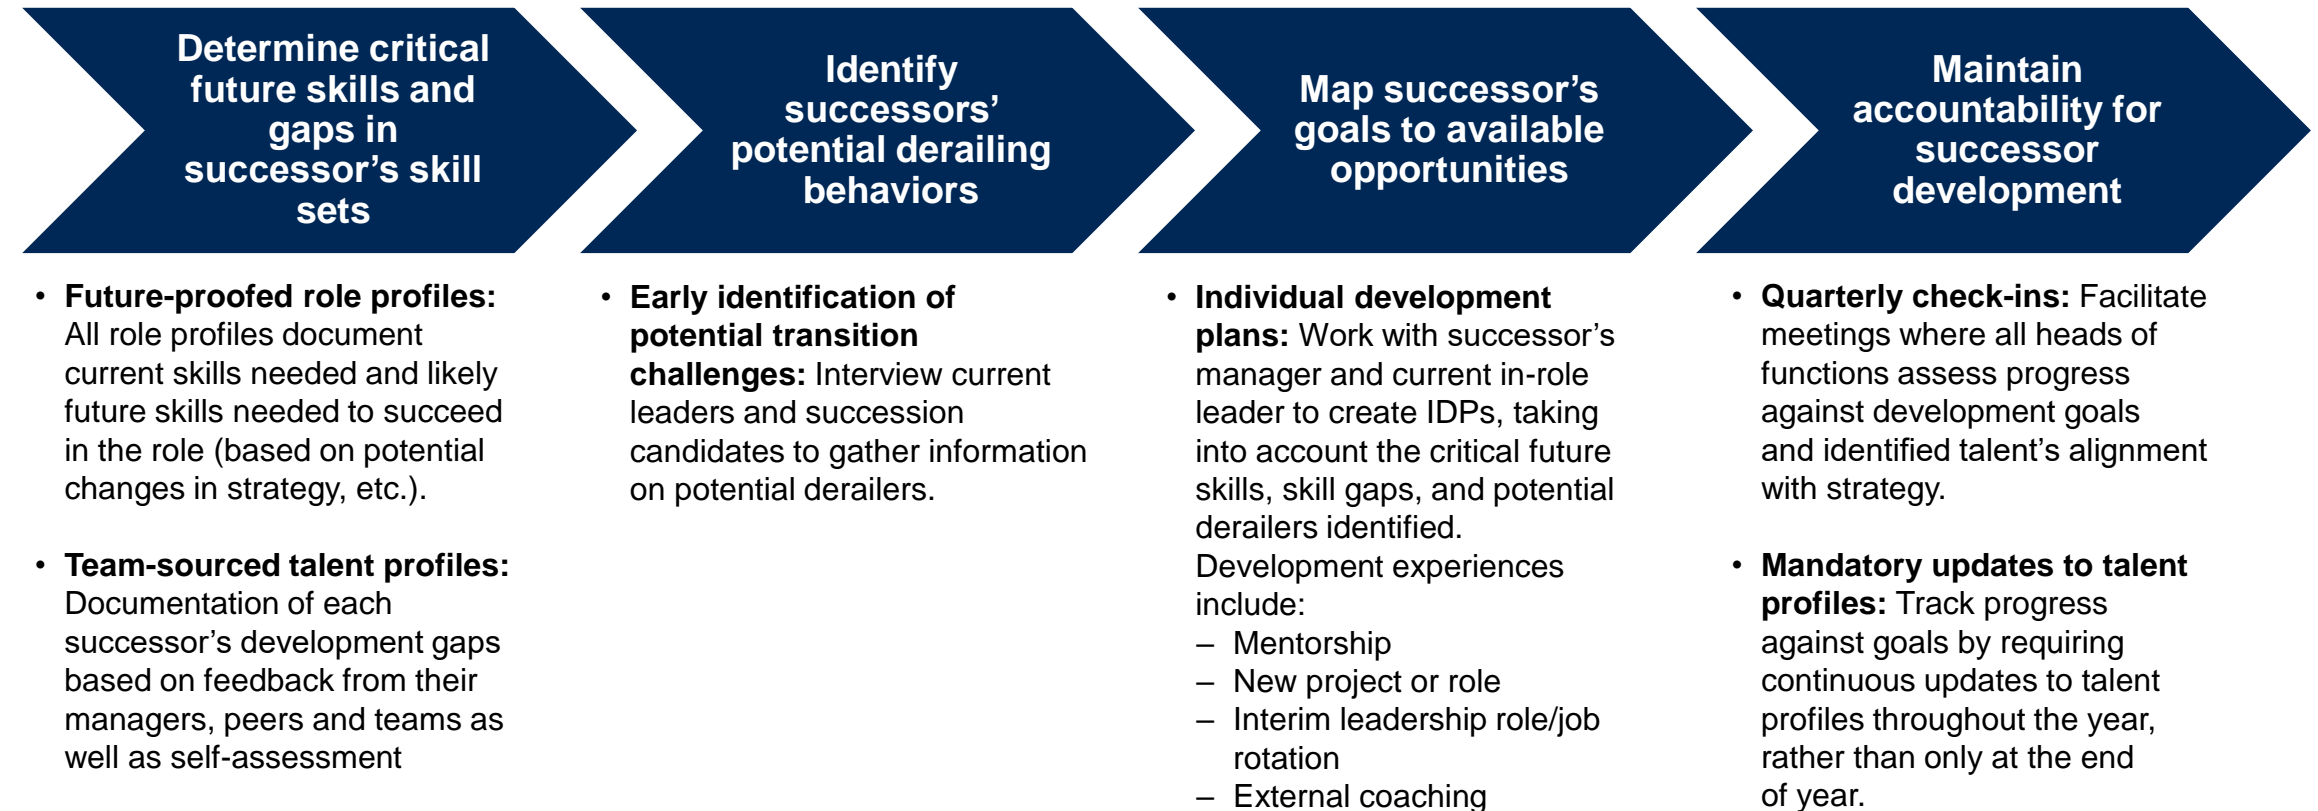 Determine critical
future skills and
gaps in
successor’s skill
sets
Identify
successors’
potential derailing
behaviors
Map successor’s
goals to available
opportunities
Maintain
accountability for
successor
development
• Future-proofed role profiles:
All role profiles document
current skills needed and likely
future skills needed to succeed
in the role (based on potential
changes in strategy, etc.).
• Team-sourced talent profiles:
Documentation of each
successor’s development gaps
based on feedback from their
managers, peers and teams as
well as self-assessment
• Early identification of
potential transition
challenges: Interview current
leaders and succession
candidates to gather information
on potential derailers.
• Individual development
plans: Work with successor’s
manager and current in-role
leader to create IDPs, taking
into account the critical future
skills, skill gaps, and potential
derailers identified.
Development experiences
include:
– Mentorship
– New project or role
– Interim leadership role/job
rotation
– External coaching
• Quarterly check-ins: Facilitate
meetings where all heads of
functions assess progress
against development goals
and identified talent’s alignment
with strategy.
• Mandatory updates to talent
profiles: Track progress
against goals by requiring
continuous updates to talent
profiles throughout the year,
rather than only at the end
of year.